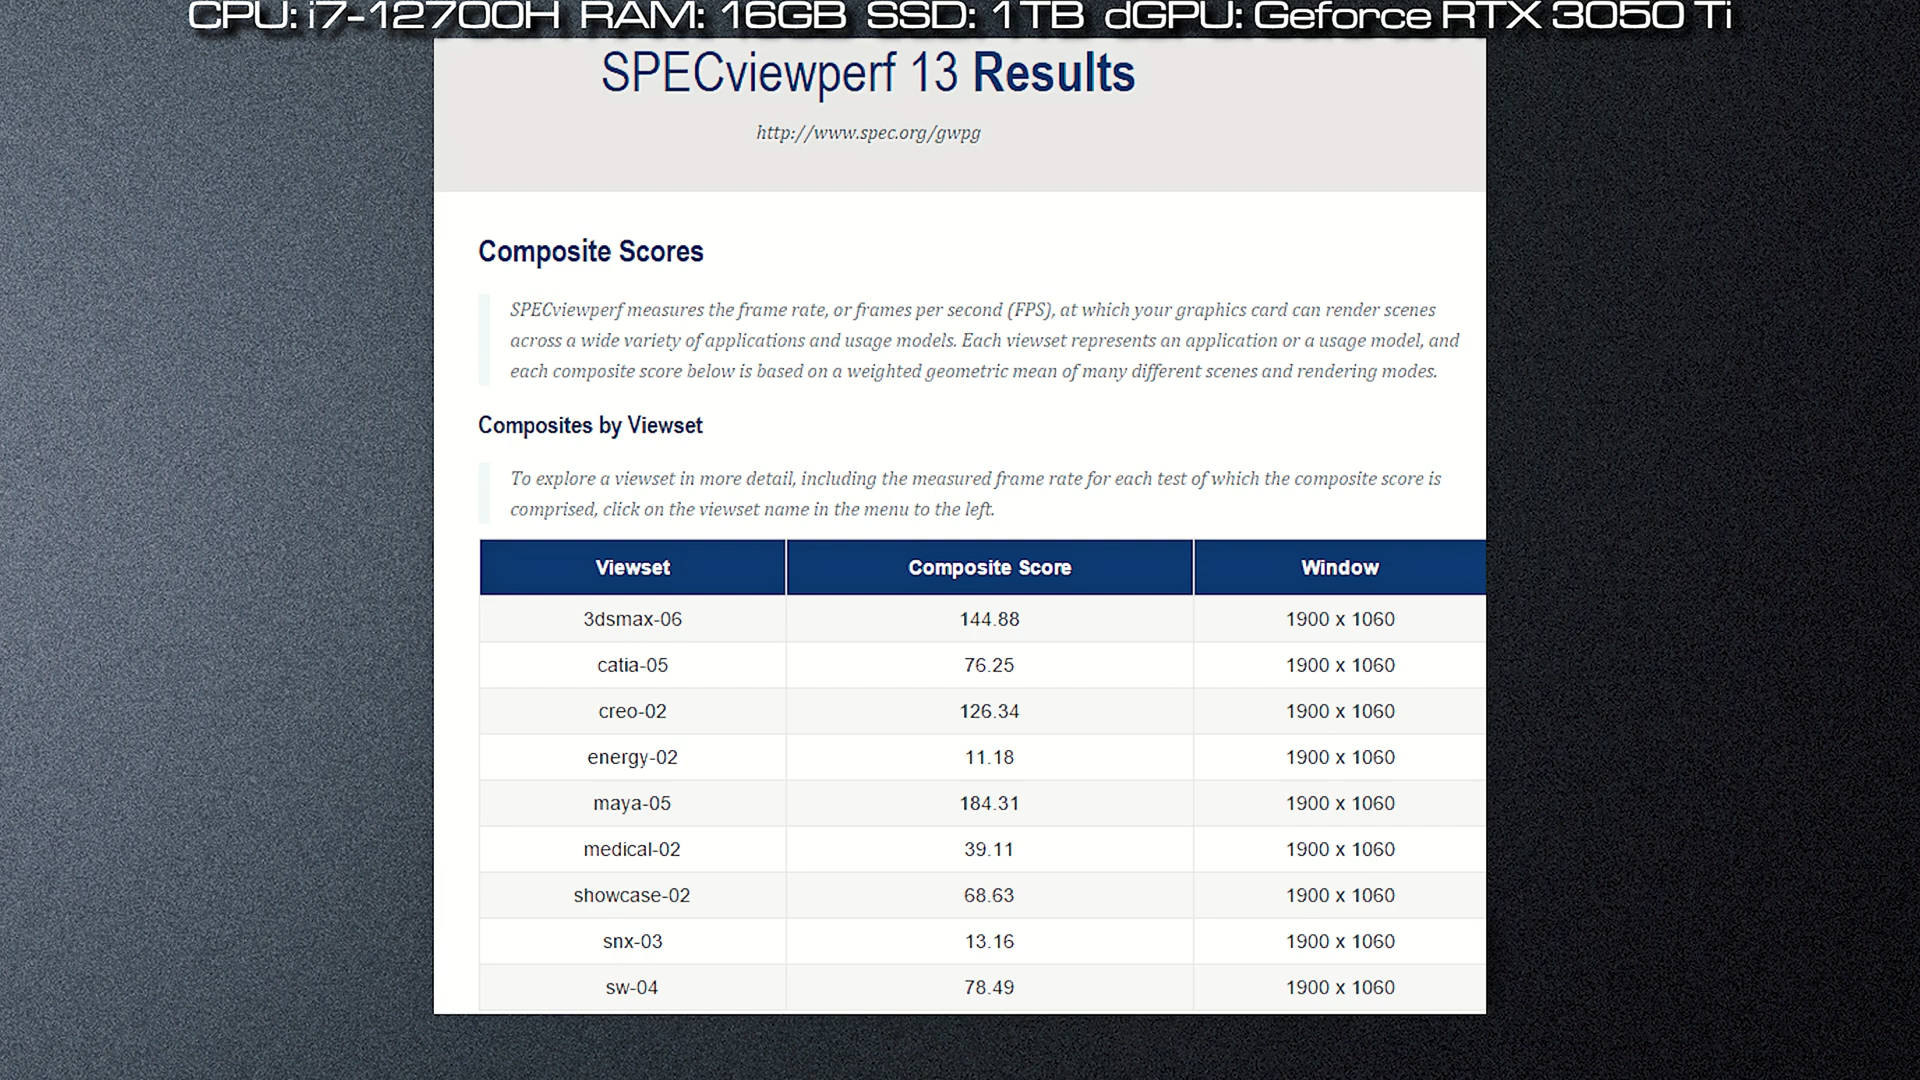 CPU: i7-12700H RAM: 16GB SSD: 1TB dGPU: Geforce RTX 3050 Ti
SPECviewperf 13 Results
http://www.spec.org/gwpg
Composite Scores
SPECviewperf measures the frame rate, or frames per second (FPS), at which your graphics card can render scenes
across a wide variety of applications and usage models. Each viewset represents an application or a usage model, and
each composite score below is based on a weighted geometric mean of many different scenes and rendering modes.
Composites by Viewset
To explore a viewset in more detail, including the measured frame rate for each test of which the composite score is
comprised, click on the viewset name in the menu to the left.
Viewset Composite Score Window
3dsmax-06 144.88 1900 x 1060
catia-05 76.25 1900 x 1060
creo-02 126.34 1900 x 1060
energy-02 11.18 1900 x 1060
maya-05 184.31 1900 x 1060
medical-02 39.11 1900 x 1060
showcase-02 68.63 1900 x 1060
snx-03 13.16 1900 x 1060
sw-04 78.49 1900 x 1060